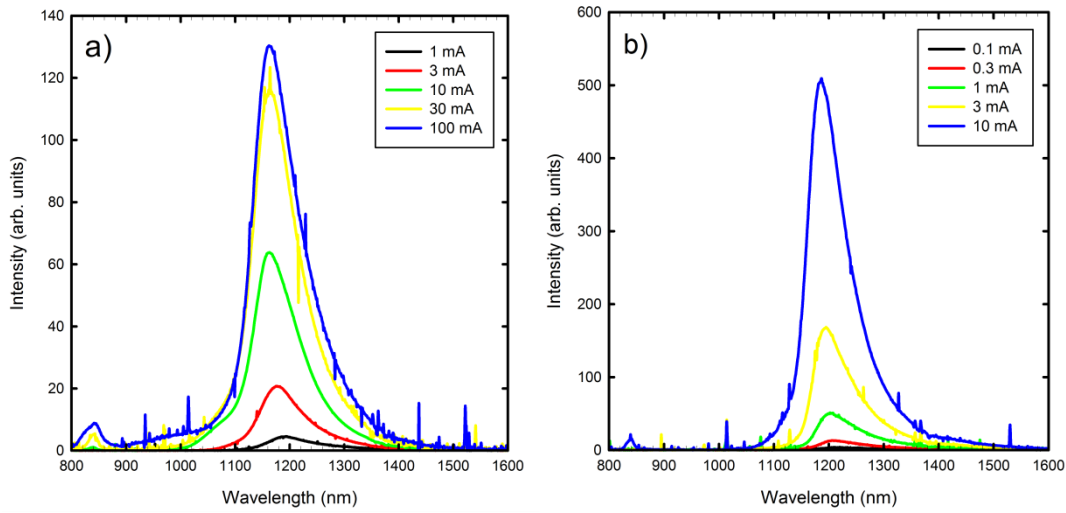 a)
1 mA
3 mA
10 mA
30 mA
100 mA
Intensity (arb. units)
140
120
100
80
60
40
20
0
800 900 1000 1100 1200 1300 1400 1500 1600
Wavelength (nm)
b)
0.1 mA
0.3 mA
1 mA
3 mA
10 mA
Intensity (arb. units)
600
500
400
300
200
100
0
800 900 1000 1100 1200 1300 1400 1500 1600
Wavelength (nm)